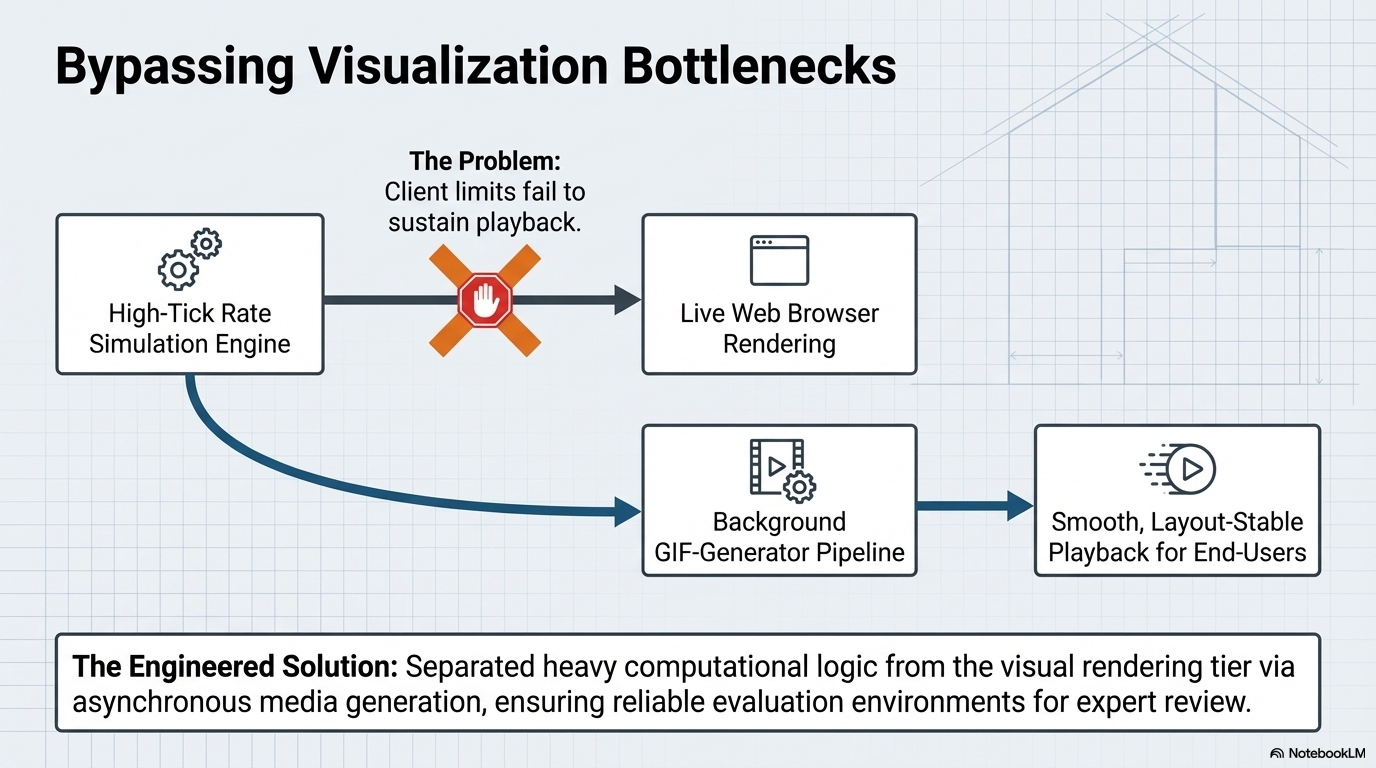 Bypassing Visualization Bottlenecks
The Problem:
Client limits fail to
sustain playback.
High-Tick Rate
Simulation Engine
Live Web Browser
Rendering
Background
GIF-Generator Pipeline
Smooth, Layout-Stable
Playback for End-Users
The Engineered Solution: Separated heavy computational logic from the visual rendering tier via
asynchronous media generation, ensuring reliable evaluation environments for expert review.
NotebookLM